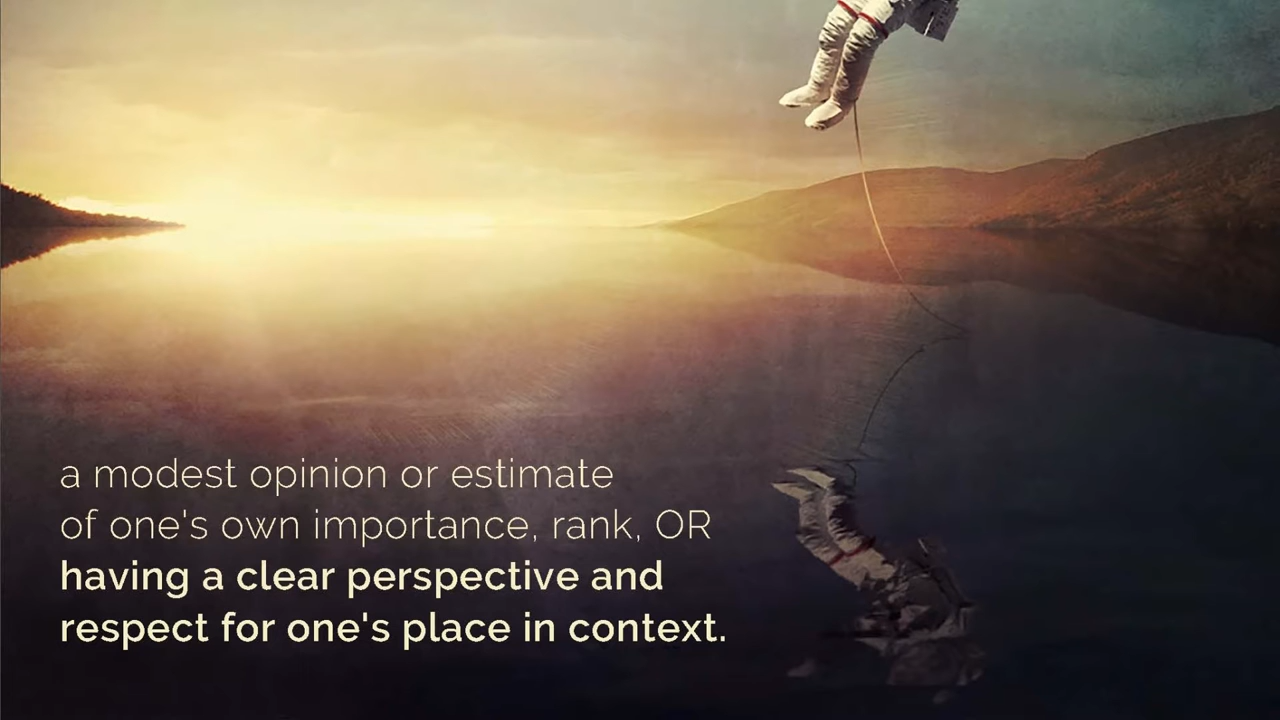 a modest opinion or estimate
of one's own importance, rank, OR
having a clear perspective and
respect for one's place in context.